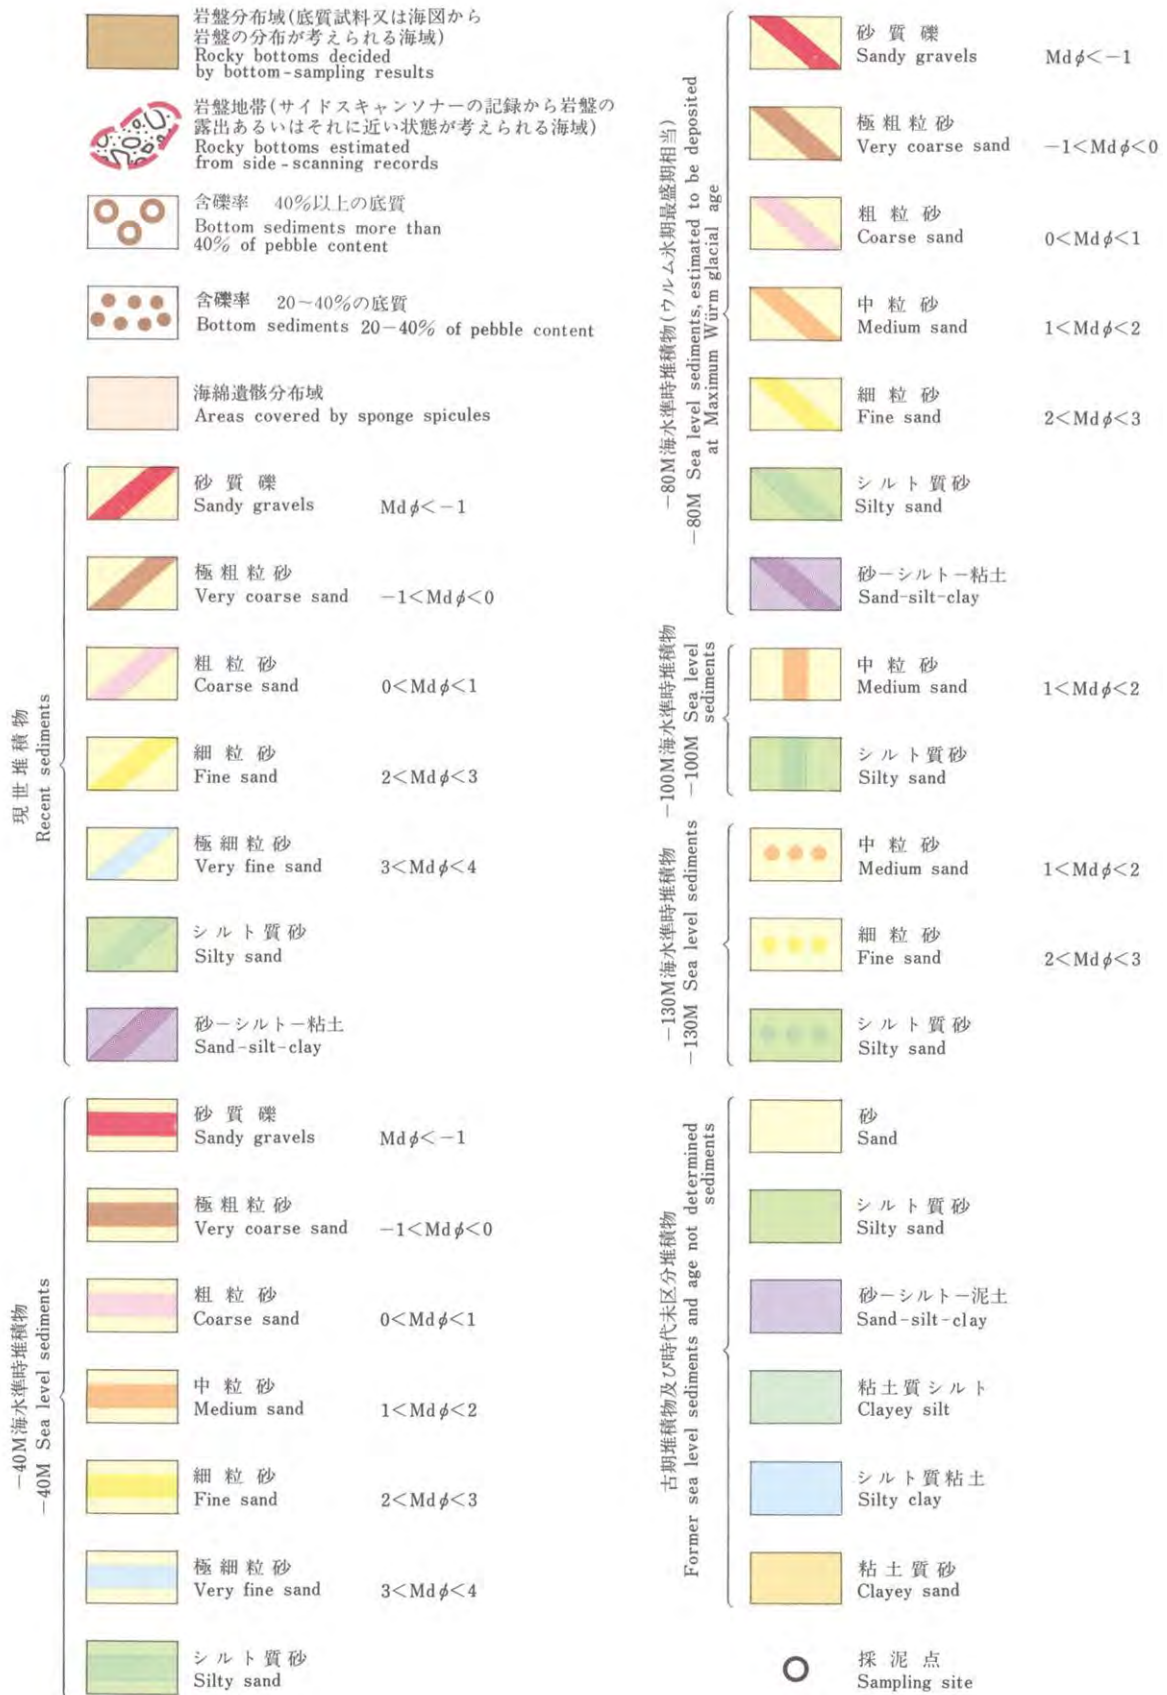 岩盤分布域(底質試料又は海図から
岩盤の分布が考えられる海域)
Rocky bottoms decided
by bottom-sampling results
岩盤地帯(サイドスキャンソナーの記録から岩盤の
露出あるいはそれに近い状態が考えられる海域)
Rocky bottoms estimated
from side-scanning records
含礫率 40%以上の底質
Bottom sediments more than
40% of pebble content
含礫率 20~40%の底質
Bottom sediments 20-40% of pebble content
海綿遺骸分布域
Areas covered by sponge spicules
現世堆積物
Recent sediments
砂質礫
Sandy gravels Mdφ<-1
極粗粒砂
Very coarse sand -1<Mdφ<0
粗粒砂
Coarse sand 0<Mdφ<1
細粒砂
Fine sand 2<Mdφ<3
極細粒砂
Very fine sand 3<Mdφ<4
シルト質砂
Silty sand
砂-シルト-粘土
Sand-silt-clay
-40M海水準時堆積物
-40M Sea level sediments
砂質礫
Sandy gravels Mdφ<-1
極粗粒砂
Very coarse sand -1<Mdφ<0
粗粒砂
Coarse sand 0<Mdφ<1
中粒砂
Medium sand 1<Mdφ<2
細粒砂
Fine sand 2<Mdφ<3
極細粒砂
Very fine sand 3<Mdφ<4
シルト質砂
Silty sand
-80M海水準時堆積物(ウルム氷期最盛期相当)
-80M Sea level sediments, estimated to be deposited
at Maximum Würm glacial age
砂質礫
Sandy gravels Mdφ<-1
極粗粒砂
Very coarse sand -1<Mdφ<0
粗粒砂
Coarse sand 0<Mdφ<1
中粒砂
Medium sand 1<Mdφ<2
細粒砂
Fine sand 2<Mdφ<3
シルト質砂
Silty sand
砂-シルト-粘土
Sand-silt-clay
-100M海水準時堆積物
-100M Sea level
sediments
中粒砂
Medium sand 1<Mdφ<2
シルト質砂
Silty sand
-130M海水準時堆積物
-130M Sea level sediments
中粒砂
Medium sand 1<Mdφ<2
細粒砂
Fine sand 2<Mdφ<3
シルト質砂
Silty sand
古期堆積物及び時代未区分堆積物
Former sea level sediments and age not determined
sediments
砂
Sand
シルト質砂
Silty sand
砂-シルト-泥土
Sand-silt-clay
粘土質シルト
Clayey silt
シルト質粘土
Silty clay
粘土質砂
Clayey sand
採泥点
Sampling site